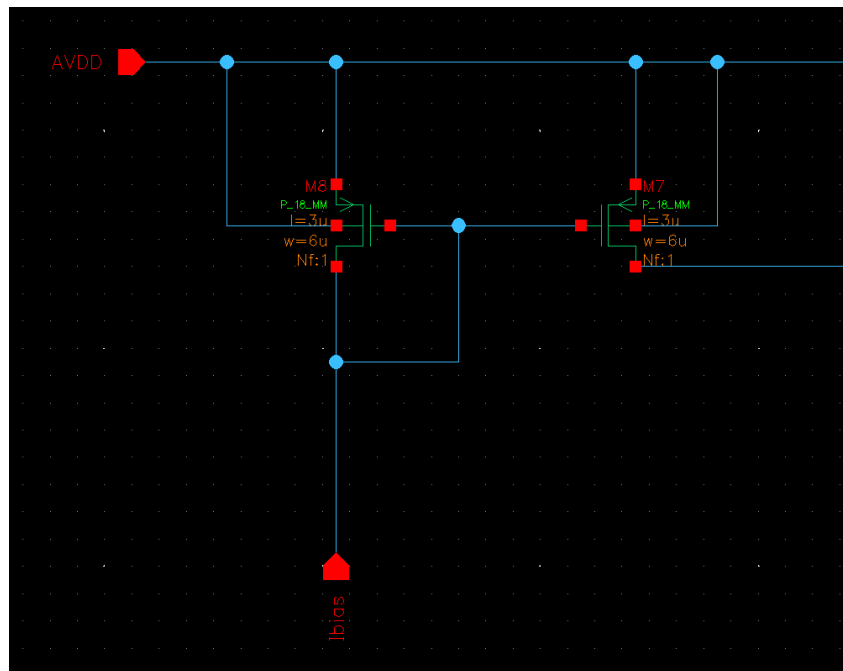 AVDD
M8
P_18_MM
l=3u
w=6u
Nf:1
M7
P_18_MM
l=3u
w=6u
Nf:1
Ibias